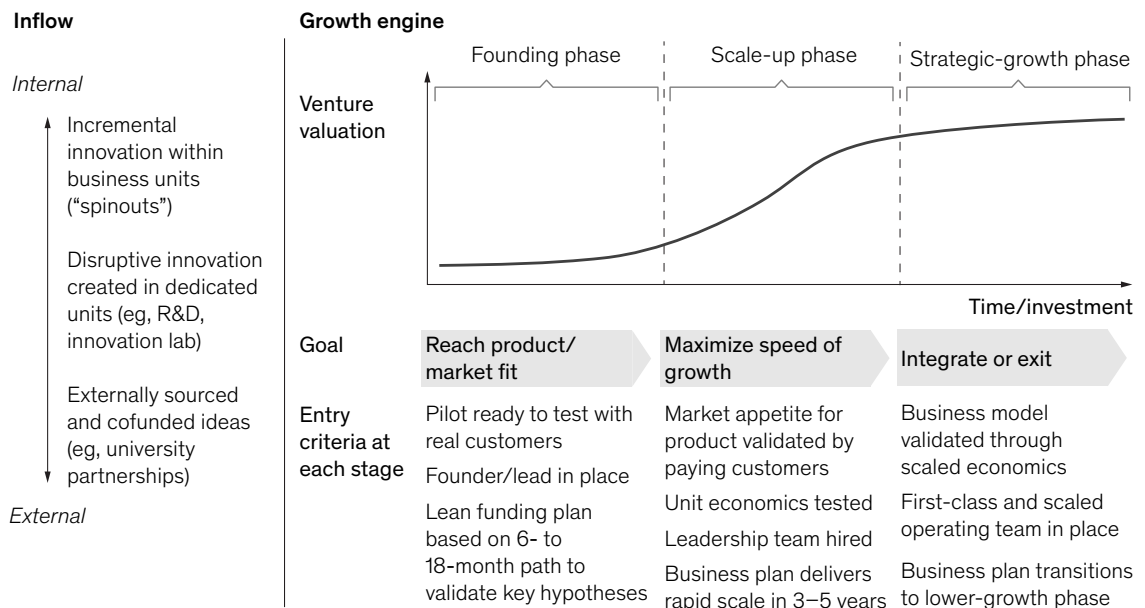 Inflow
Internal
Incremental
innovation within
business units
(“spinouts”)
Disruptive innovation
created in dedicated
units (eg, R&D,
innovation lab)
Externally sourced
and cofunded ideas
(eg, university
partnerships)
External
Growth engine
Founding phase
Scale-up phase
Strategic-growth phase
Venture
valuation
Time/investment
Goal
Reach product/
market fit
Maximize speed of
growth
Integrate or exit
Entry
criteria at
each stage
Pilot ready to test with
real customers
Founder/lead in place
Lean funding plan
based on 6- to
18-month path to
validate key hypotheses
Market appetite for
product validated by
paying customers
Unit economics tested
Leadership team hired
Business plan delivers
rapid scale in 3–5 years
Business model
validated through
scaled economics
First-class and scaled
operating team in place
Business plan transitions
to lower-growth phase